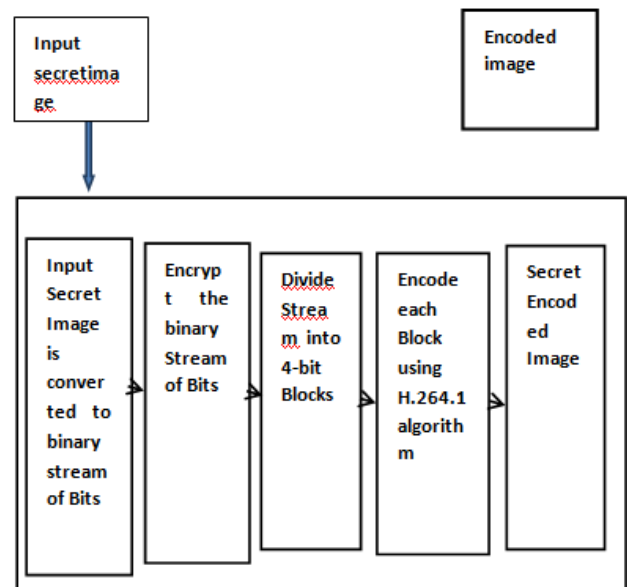 Input
secretima
ge
Encoded
image
Input
Secret
Image
is
conver
ted to
binary
stream
of Bits
Encryp
t the
binary
Stream
of Bits
Divide
Strea
m into
4-bit
Blocks
Encode
each
Block
using
H.264.1
algorith
m
Secret
Encod
ed
Image